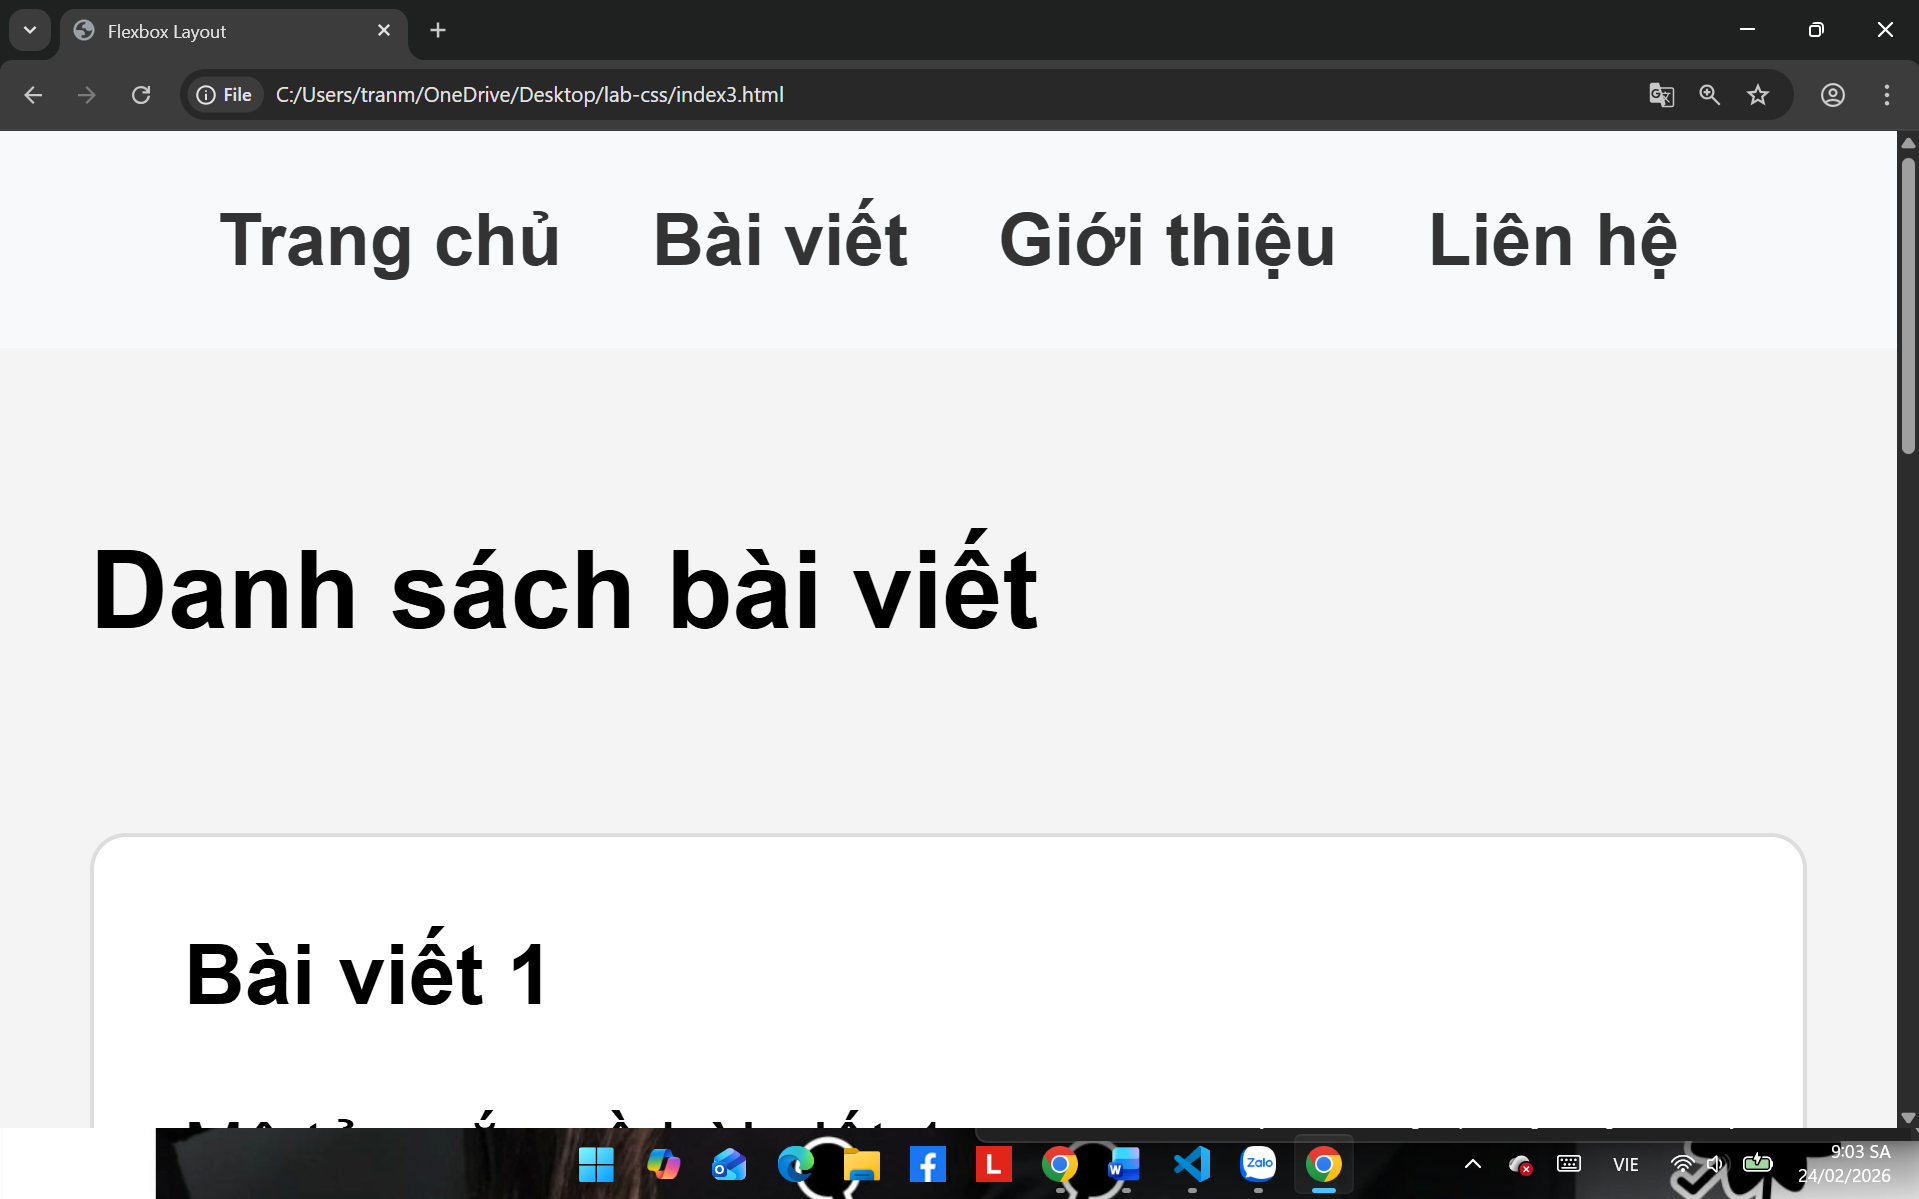 Flexbox Layout
File C:/Users/tranm/OneDrive/Desktop/lab-css/index3.html
Trang chủ Bài viết Giới thiệu Liên hệ
Danh sách bài viết
Bài viết 1
L
Zalo
VIE
9:03 SA
24/02/2026